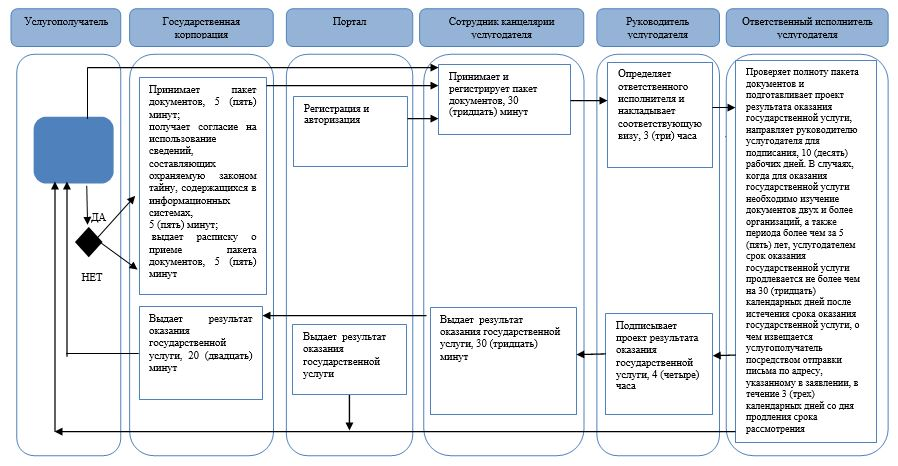 Услугополучатель
Государственная
корпорация
Портал
Сотрудник канцелярии
услугодателя
Руководитель
услугодателя
Ответственный исполнитель
услугодателя
ДА
НЕТ
Принимает пакет
документов, 5 (пять)
минут;
получает согласие на
использование
сведений,
составляющих
охраняемую законом
тайну, содержащихся в
информационных
системах,
5 (пять) минут;
выдает расписку о
приеме пакета
документов, 5 (пять)
минут
Регистрация и
авторизация
Принимает и
регистрирует пакет
документов, 30
(тридцать) минут
Определяет
ответственного
исполнителя и
накладывает
соответствующую
визу, 3 (три) часа
Проверяет полноту пакета
документов и
подготавливает проект
результата оказания
государственной услуги,
направляет руководителю
услугодателя для
подписания, 10 (десять)
рабочих дней. В случаях,
когда для оказания
государственной услуги
необходимо изучение
документов двух и более
организаций, а также
периода более чем за 5
(пять) лет, услугодателем
срок оказания
государственной услуги
продлевается не более чем
на 30 (тридцать)
календарных дней после
истечения срока оказания
государственной услуги, о
чем извещается
услугополучатель
посредством отправки
письма по адресу,
указанному в заявлении, в
течение 3 (трех)
календарных дней со дня
продления срока
рассмотрения
Выдает результат
оказания
государственной
услуги, 20 (двадцать)
минут
Выдает результат
оказания
государственной
услуги
Выдает результат
оказания государственной
услуги, 30 (тридцать)
минут
Подписывает
проект результата
оказания
государственной
услуги, 4 (четыре)
часа